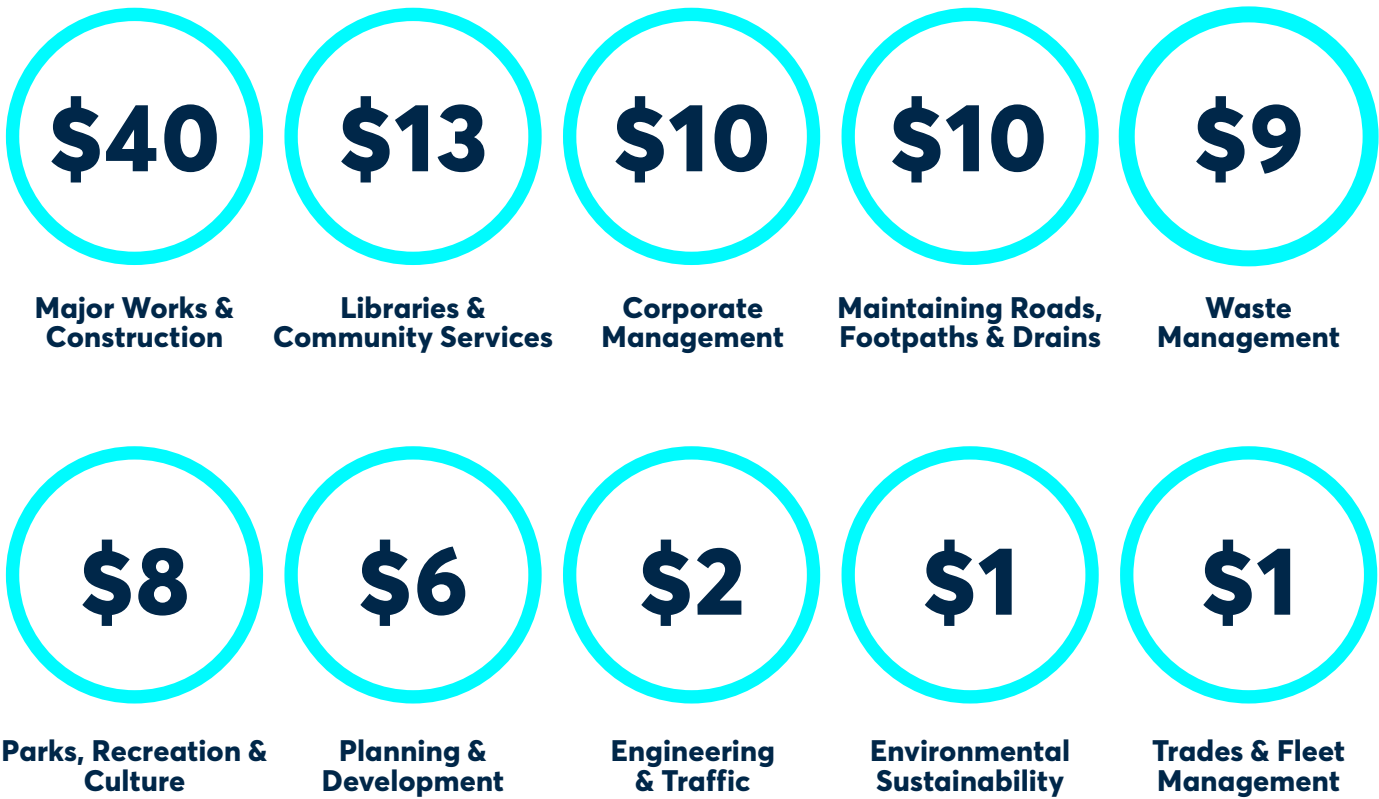 $40
Major Works &
Construction
$13
Libraries &
Community Services
$10
Corporate
Management
$10
Maintaining Roads,
Footpaths & Drains
$9
Waste
Management
$8
Parks, Recreation &
Culture
$6
Planning &
Development
$2
Engineering
& Traffic
$1
Environmental
Sustainability
$1
Trades & Fleet
Management